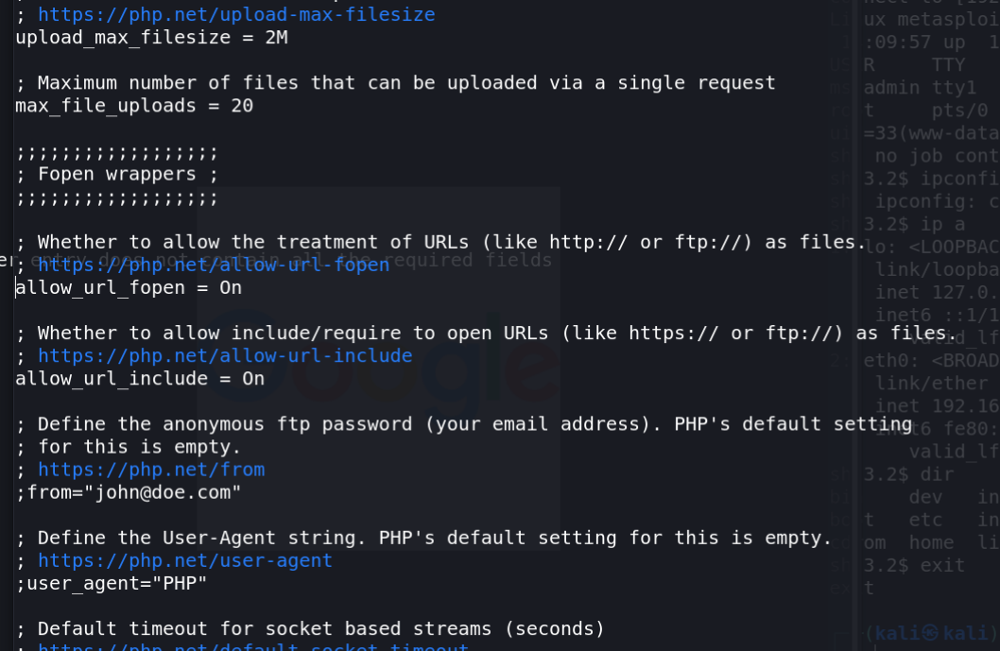 ; https://php.net/upload-max-filesize
upload_max_filesize = 2M
; Maximum number of files that can be uploaded via a single request
max_file_uploads = 20
;;;;;;;;;;;;;;;;;;
; Fopen wrappers ;
;;;;;;;;;;;;;;;;;;
; Whether to allow the treatment of URLs (like http:// or ftp://) as files.
entry does not contain all the required fields
; https://php.net/allow-url-fopen
allow_url_fopen = On
; Whether to allow include/require to open URLs (like https:// or ftp://) as files.
; https://php.net/allow-url-include
allow_url_include = On
; Define the anonymous ftp password (your email address). PHP's default setting
; for this is empty.
; https://php.net/from
;from="john@doe.com"
; Define the User-Agent string. PHP's default setting for this is empty.
; https://php.net/user-agent
;user_agent="PHP"
; Default timeout for socket based streams (seconds)
; https://php.net/default-socket-timeout
Google
ux metasploi
:09:57 up 1
R TTY
admin tty1
t pts/0
=33(www-data
no job cont
3.2$ ipconfi
ipconfig: c
3.2$ ip a
lo: <LOOPBAC
link/loopba
inet 127.0.
inet6 ::1/1
valid_lf
eth0: <BROAD
link/ether
inet 192.16
inet6 fe80:
valid_lf
3.2$ dir
dev in
t etc in
om home li
3.2$ exit
t
(kali㉿kali)